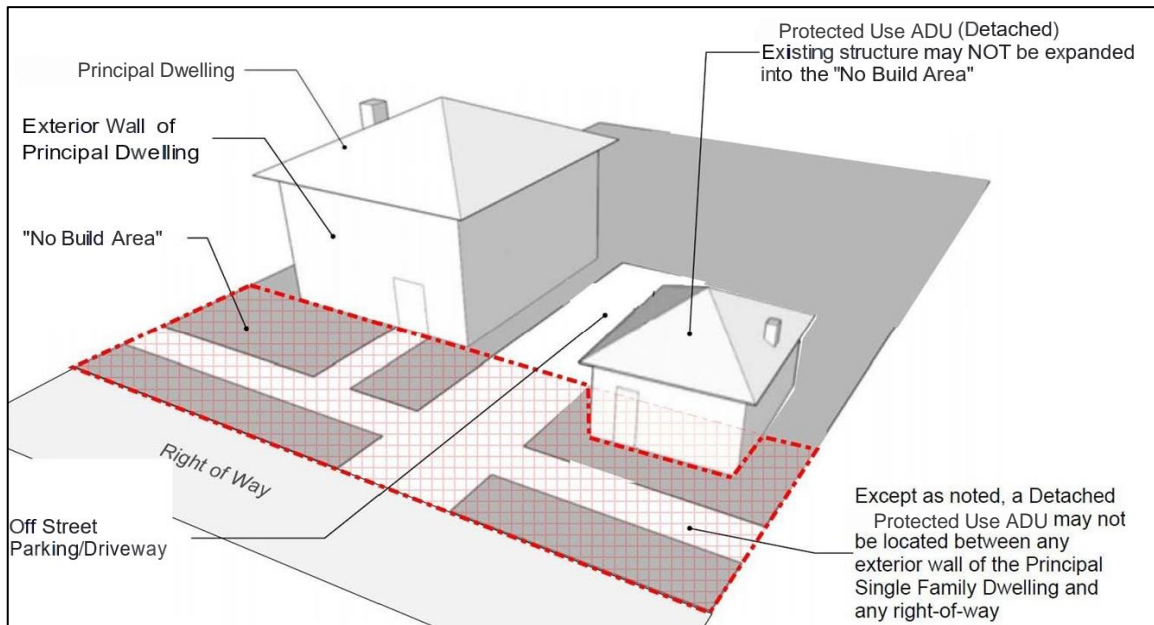 Protected Use ADU (Detached)
Existing structure may NOT be expanded
into the "No Build Area"
Principal Dwelling
Exterior Wall of
Principal Dwelling
"No Build Area"
Right of Way
Off Street
Parking/Driveway
Except as noted, a Detached
Protected Use ADU may not
be located between any
exterior wall of the Principal
Single Family Dwelling and
any right-of-way